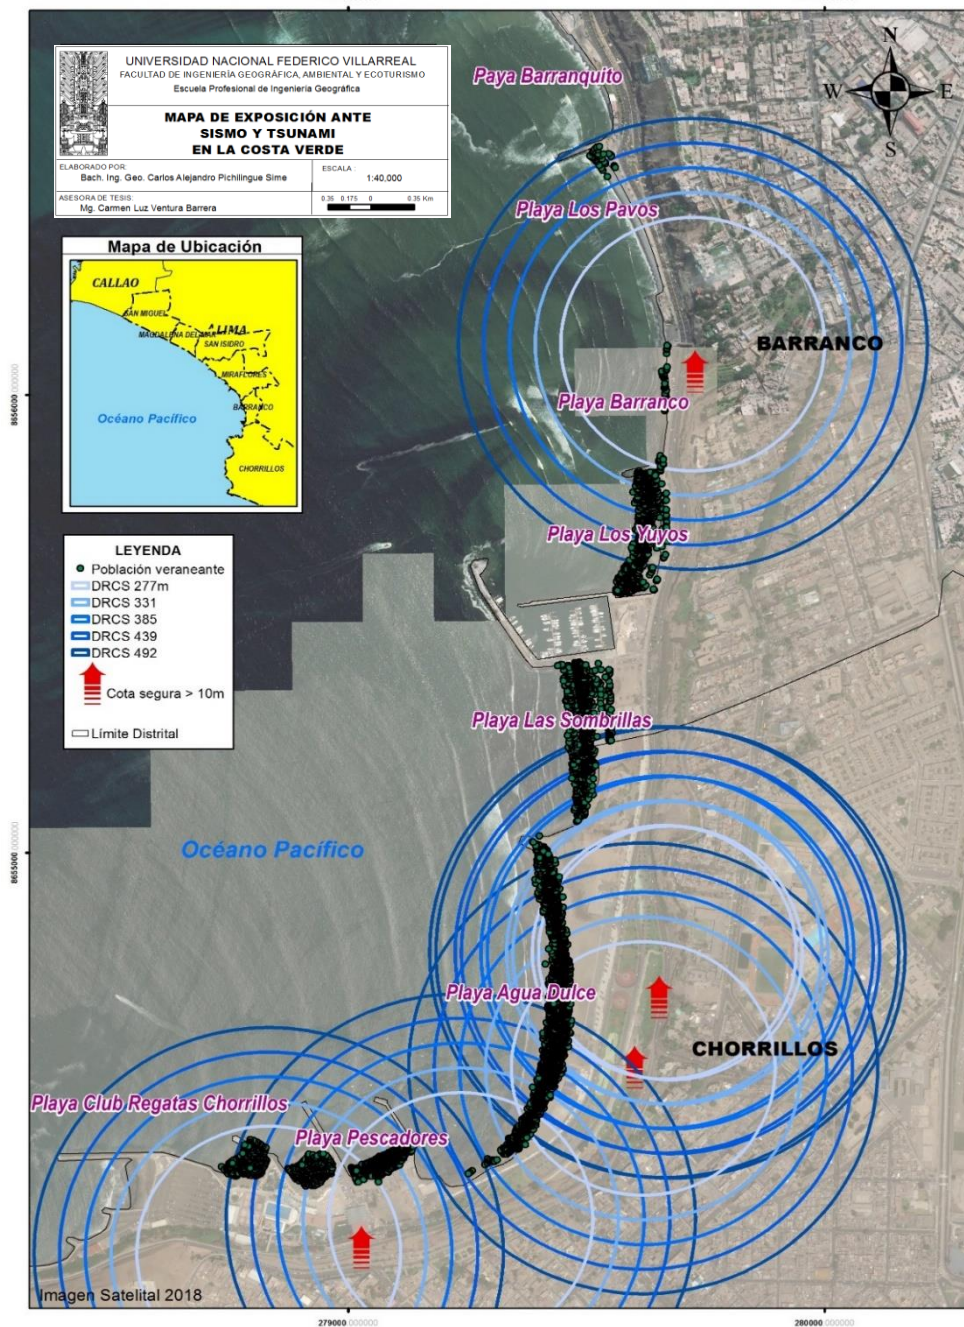 UNIVERSIDAD NACIONAL FEDERICO VILLARREAL
FACULTAD DE INGENIERÍA GEOGRÁFICA, AMBIENTAL Y ECOTURISMO
Escuela Profesional de Ingeniería Geográfica
MAPA DE EXPOSICIÓN ANTE
SISMO Y TSUNAMI
EN LA COSTA VERDE
ELABORADO POR:
Bach. Ing. Geo. Carlos Alejandro Pichilingue Sime
ESCALA :
1:40,000
ASESORA DE TESIS:
Mg. Carmen Luz Ventura Barrera
0.35 0.175 0 0.35 Km
N
W E
S
Paya Barranquito
Playa Los Pavos
Mapa de Ubicación
CALLAO
SAN MIGUEL
MAGDALENA DEL MAR
LIMA
SAN ISIDRO
MIRAFLORES
BARRANCO
Océano Pacífico
CHORRILLOS
BARRANCO
Playa Barranco
Playa Los Yuyos
LEYENDA
Población veraneante
DRCS 277m
DRCS 331
DRCS 385
DRCS 439
DRCS 492
Cota segura > 10m
Límite Distrital
Playa Las Sombrillas
Océano Pacífico
Playa Agua Dulce
CHORRILLOS
Playa Club Regatas Chorrillos
Playa Pescadores
Imagen Satelital 2018
8656000.000000
8655000.000000
279000.000000
280000.000000